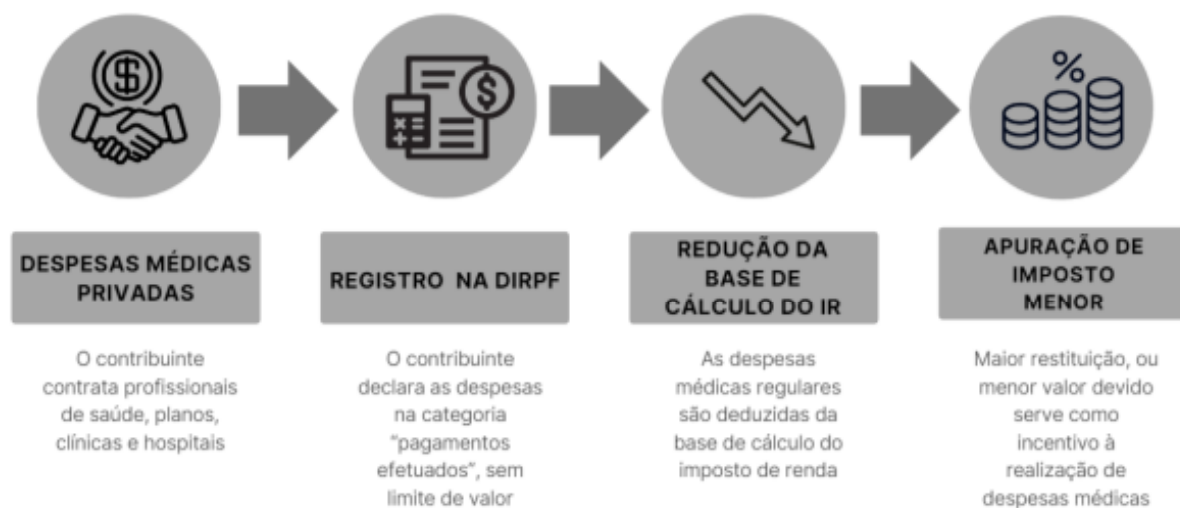 DESPESAS MÉDICAS
PRIVADAS
O contribuinte
contrata profissionais
de saúde, planos,
clínicas e hospitais
REGISTRO NA DIRPF
O contribuinte
declara as despesas
na categoria
“pagamentos
efetuados”, sem
limite de valor
REDUÇÃO DA
BASE DE
CÁLCULO DO IR
As despesas
médicas regulares
são deduzidas da
base de cálculo do
imposto de renda
%
APURAÇÃO DE
IMPOSTO
MENOR
Maior restituição, ou
menor valor devido
serve como
incentivo à
realização de
despesas médicas